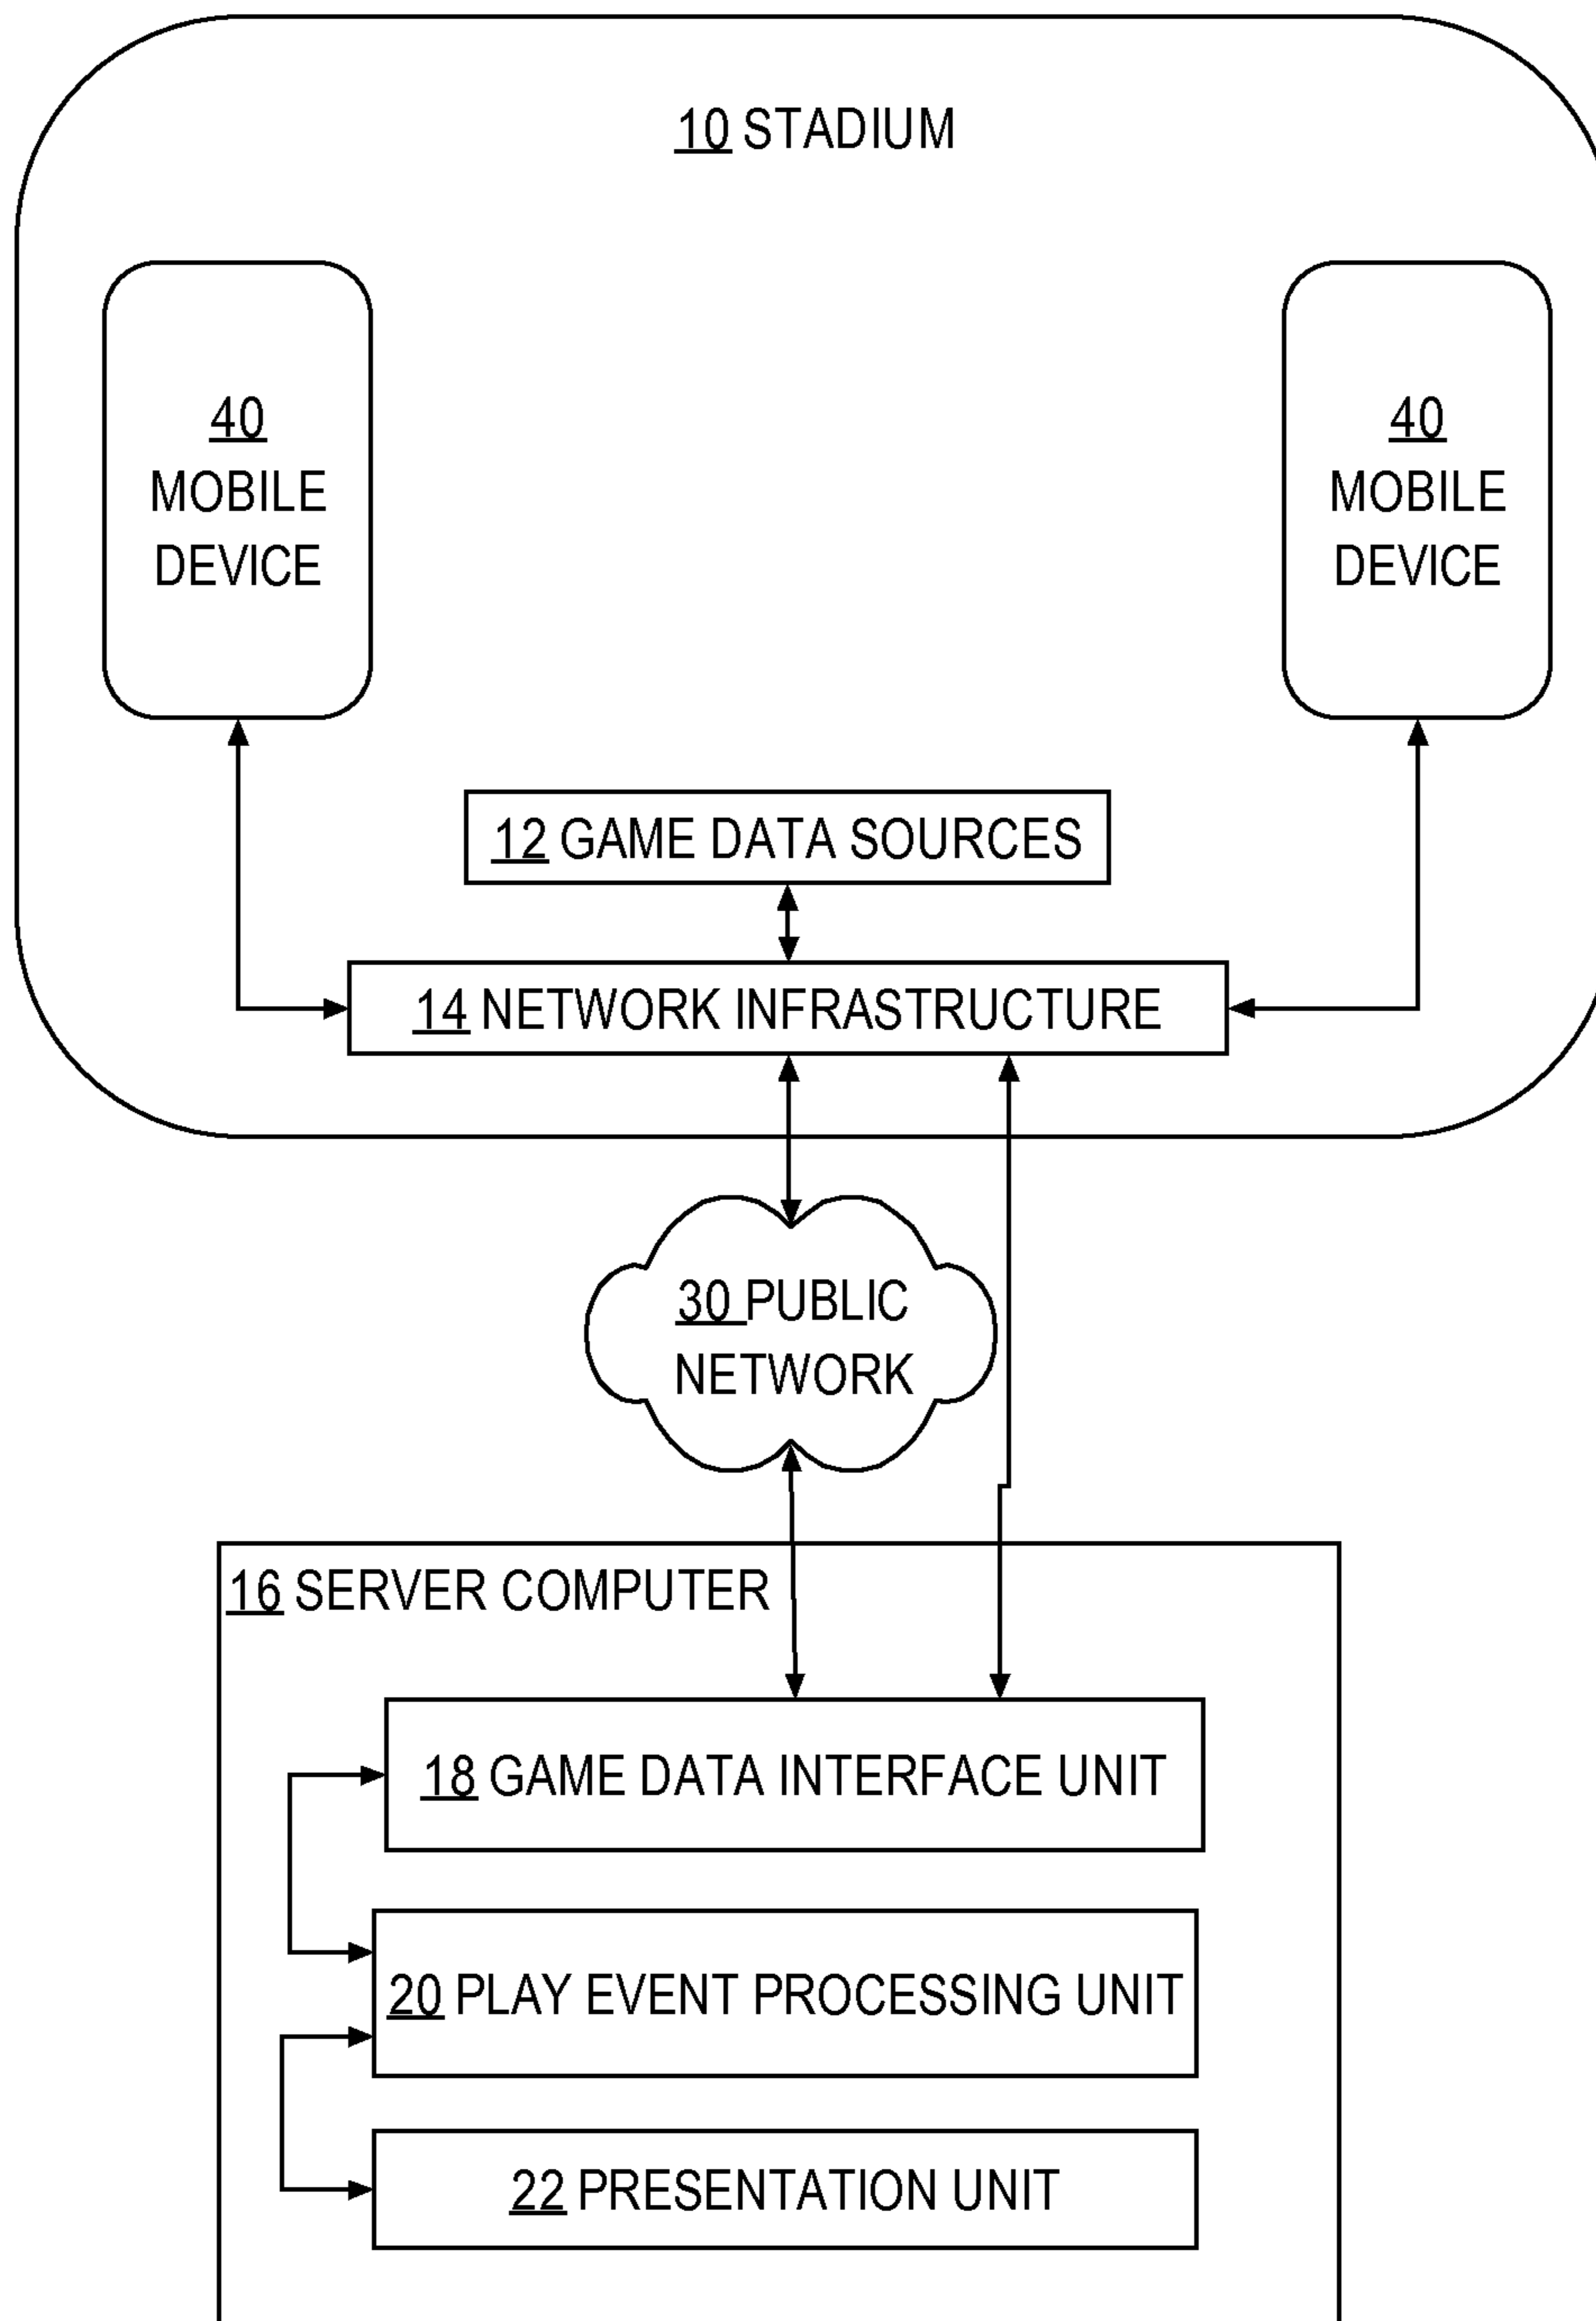 10 STADIUM
40
MOBILE
DEVICE
40
MOBILE
DEVICE
12 GAME DATA SOURCES
14 NETWORK INFRASTRUCTURE
30 PUBLIC
NETWORK
16 SERVER COMPUTER
18 GAME DATA INTERFACE UNIT
20 PLAY EVENT PROCESSING UNIT
22 PRESENTATION UNIT